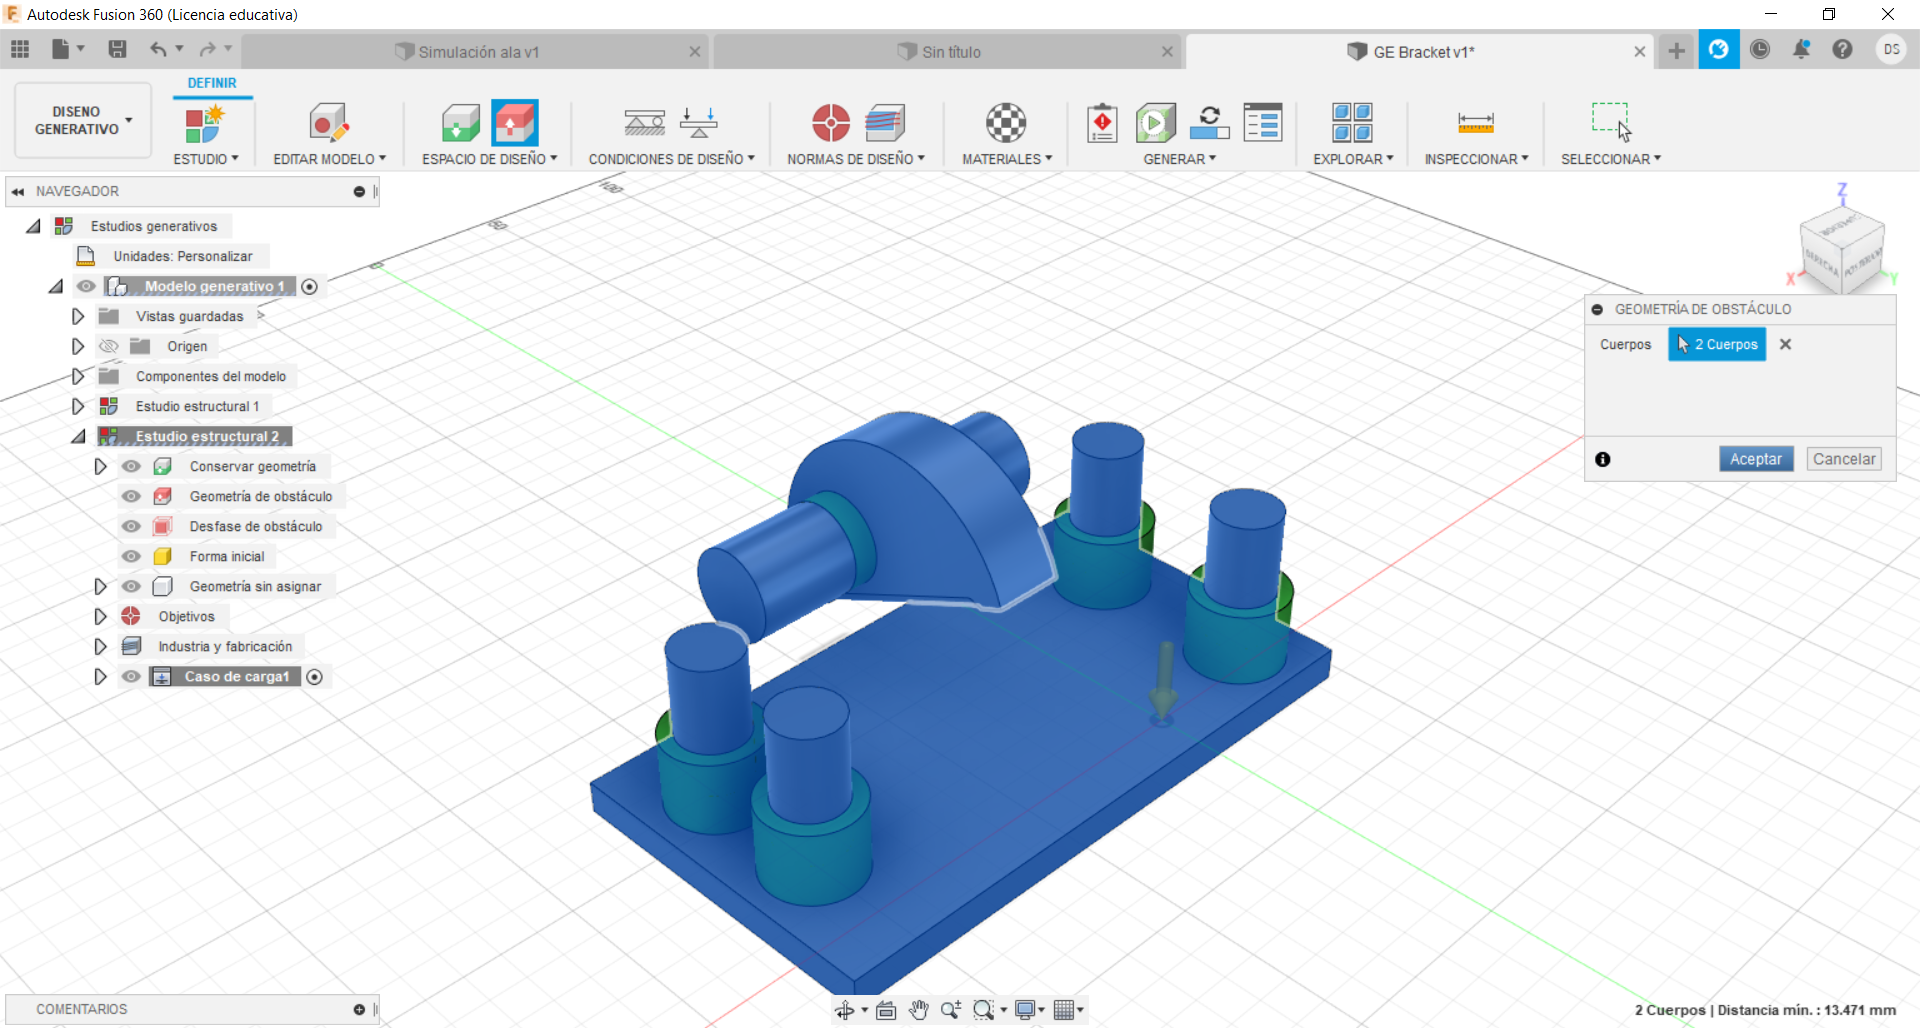 Autodesk Fusion 360 (Licencia educativa)
Simulación ala v1
Sin título
GE Bracket v1*
DS
DISENO
GENERATIVO
DEFINIR
ESTUDIO
EDITAR MODELO
ESPACIO DE DISEÑO
CONDICIONES DE DISEÑO
NORMAS DE DISEÑO
MATERIALES
GENERAR
EXPLORAR
INSPECCIONAR
SELECCIONAR
NAVEGADOR
Estudios generativos
Unidades: Personalizar
Modelo generativo 1
Vistas guardadas
Origen
Componentes del modelo
Estudio estructural 1
Estudio estructural 2
Conservar geometría
Geometría de obstáculo
Desfase de obstáculo
Forma inicial
Geometría sin asignar
Objetivos
Industria y fabricación
Caso de carga1
100
50
Z
X
Y
DERECHA
GEOMETRÍA DE OBSTÁCULO
Cuerpos
2 Cuerpos
Aceptar
Cancelar
COMENTARIOS
2 Cuerpos | Distancia mín. : 13.471 mm